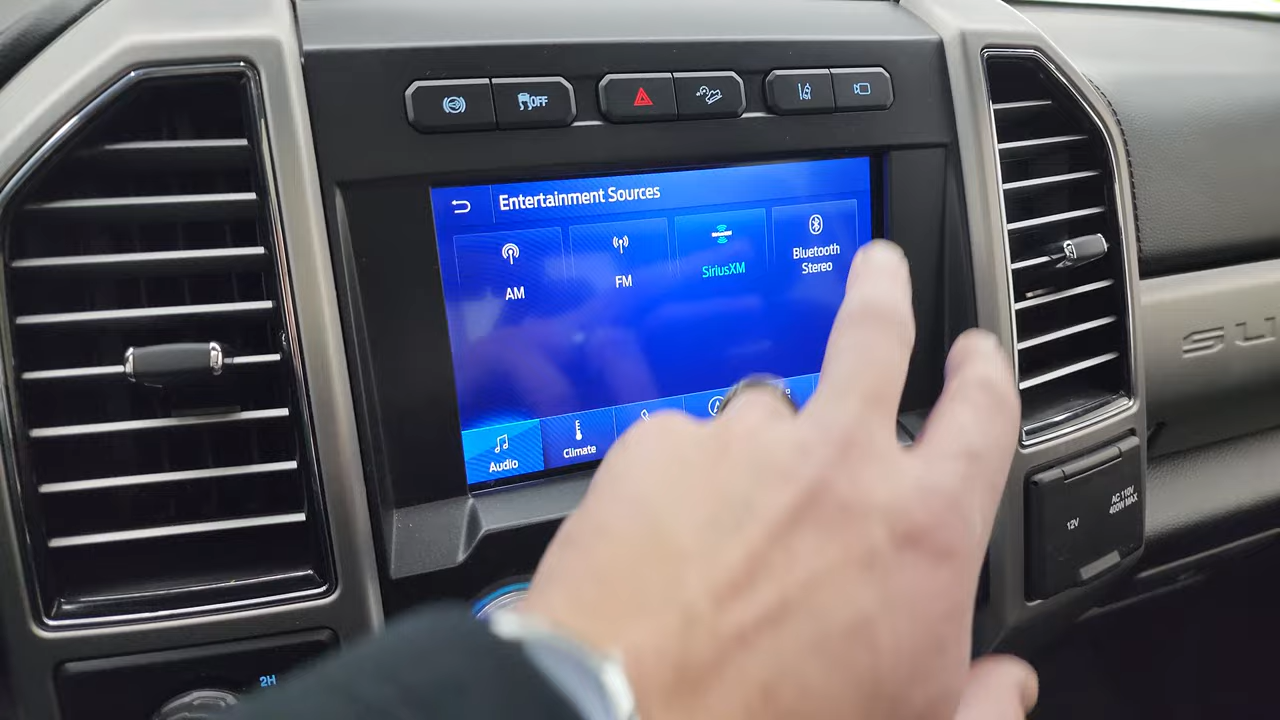 OFF
Entertainment Sources
AM
FM
SiriusXM
Bluetooth
Stereo
Audio
Climate
12V
AC 110V
400W MAX
2H